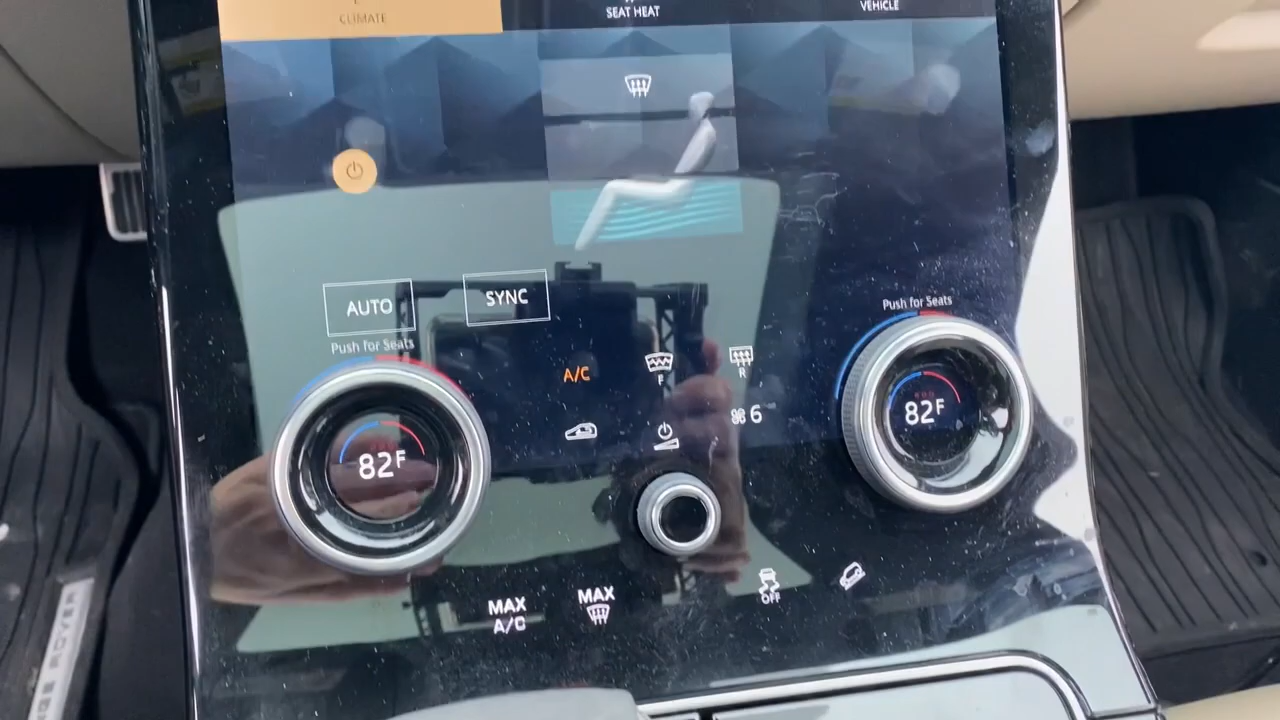 CLIMATE
SEAT HEAT
VEHICLE
AUTO
SYNC
Push for Seats
Push for Seats
A/C
F
R
6
82F
82F
MAX
A/C
MAX
OFF